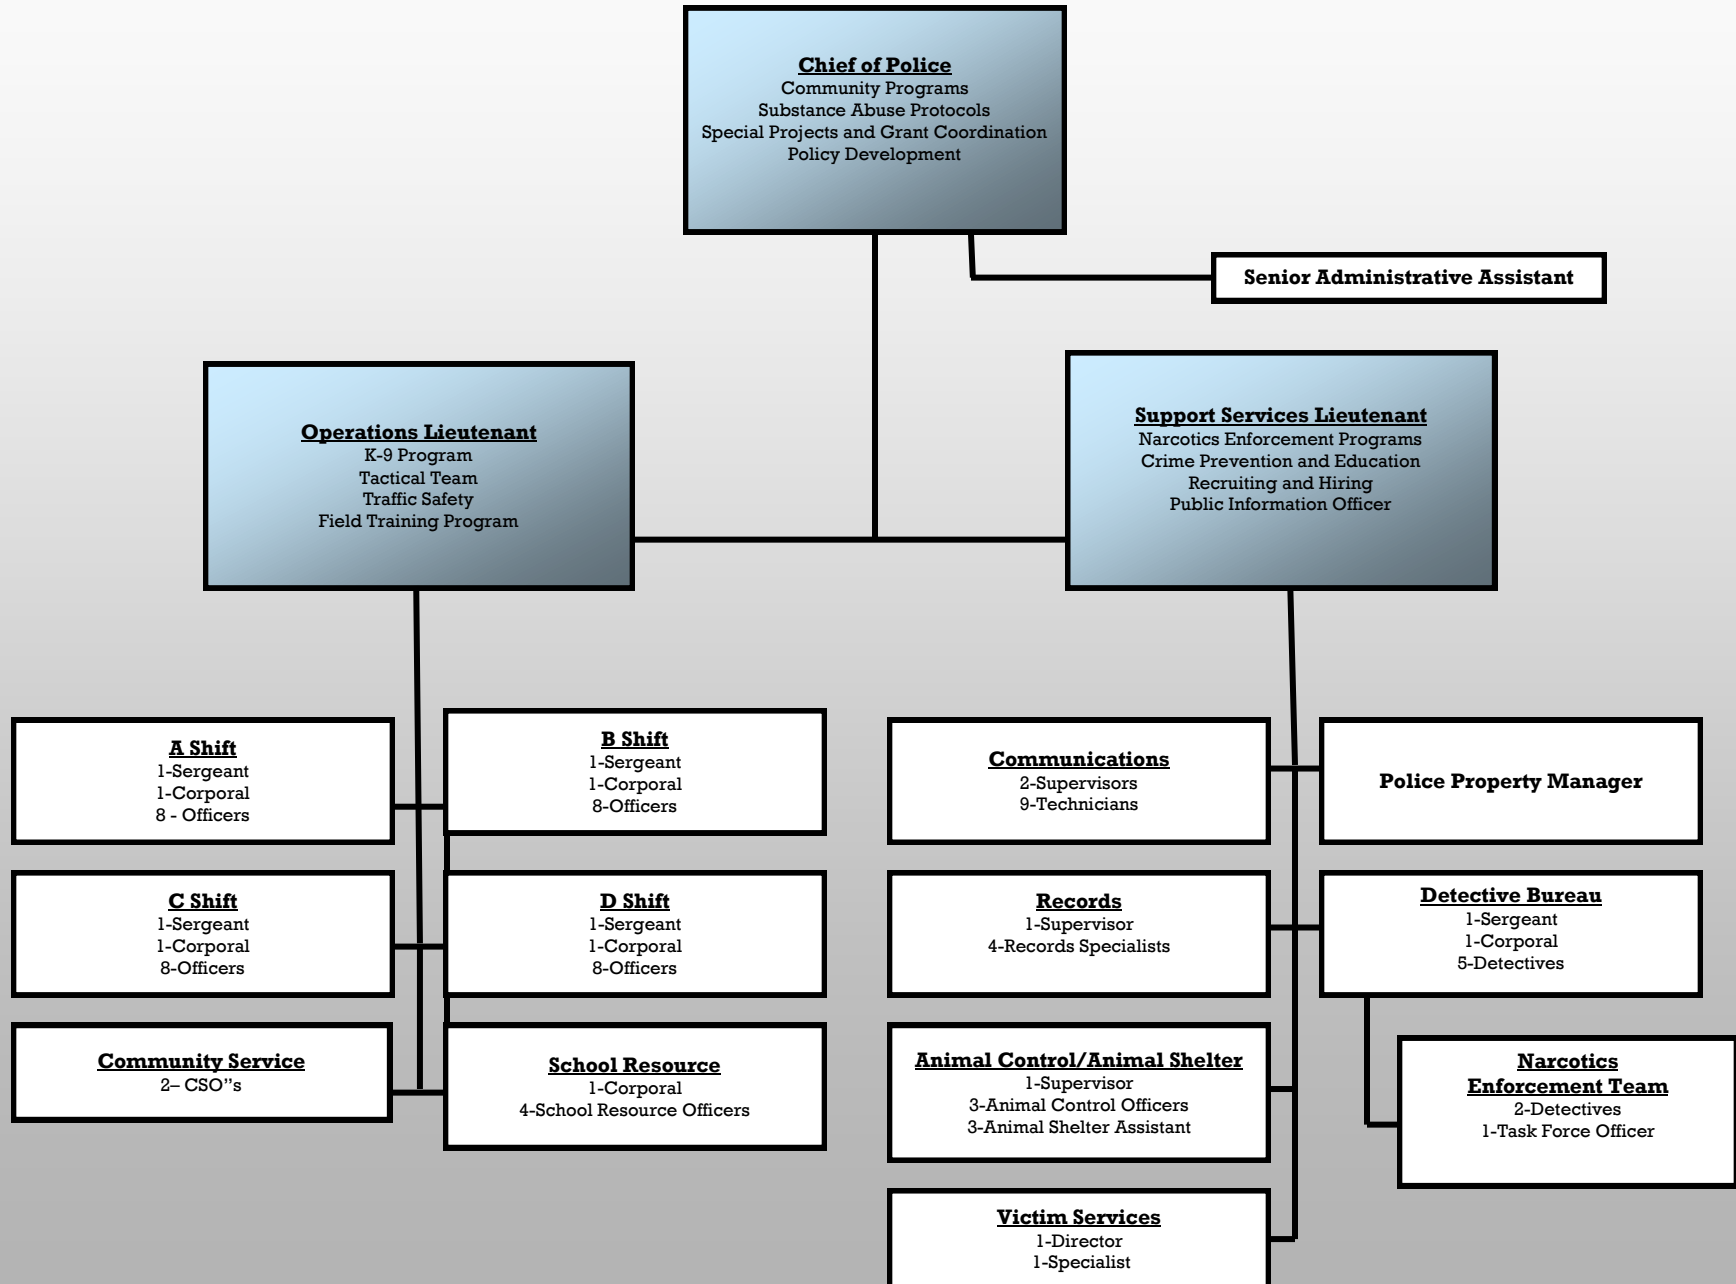 Chief of Police
Community Programs
Substance Abuse Protocols
Special Projects and Grant Coordination
Policy Development
Senior Administrative Assistant
Operations Lieutenant
K-9 Program
Tactical Team
Traffic Safety
Field Training Program
Support Services Lieutenant
Narcotics Enforcement Programs
Crime Prevention and Education
Recruiting and Hiring
Public Information Officer
A Shift
1-Sergeant
1-Corporal
8 - Officers
B Shift
1-Sergeant
1-Corporal
8-Officers
C Shift
1-Sergeant
1-Corporal
8-Officers
D Shift
1-Sergeant
1-Corporal
8-Officers
Community Service
2– CSO"s
School Resource
1-Corporal
4-School Resource Officers
Communications
2-Supervisors
9-Technicians
Police Property Manager
Records
1-Supervisor
4-Records Specialists
Detective Bureau
1-Sergeant
1-Corporal
5-Detectives
Animal Control/Animal Shelter
1-Supervisor
3-Animal Control Officers
3-Animal Shelter Assistant
Narcotics
Enforcement Team
2-Detectives
1-Task Force Officer
Victim Services
1-Director
1-Specialist